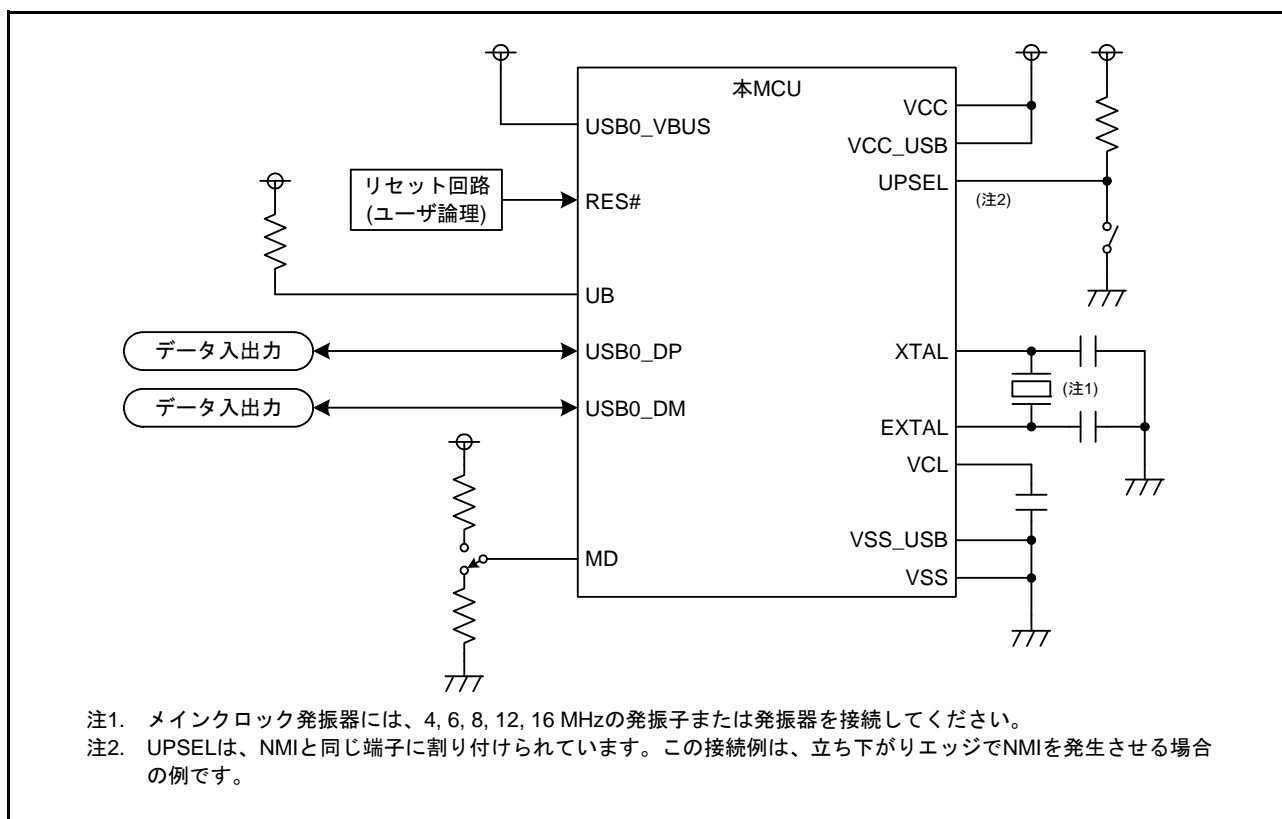 本MCU
USB0_VBUS
VCC
VCC_USB
リセット回路
(ユーザ論理)
RES#
UPSEL
(注2)
UB
データ入出力
USB0_DP
XTAL
(注1)
データ入出力
USB0_DM
EXTAL
VCL
VSS_USB
MD
VSS
注1. メインクロック発振器には、4, 6, 8, 12, 16 MHzの発振子または発振器を接続してください。
注2. UPSELは、NMIと同じ端子に割り付けられています。この接続例は、立ち下がりエッジでNMIを発生させる場合
の例です。